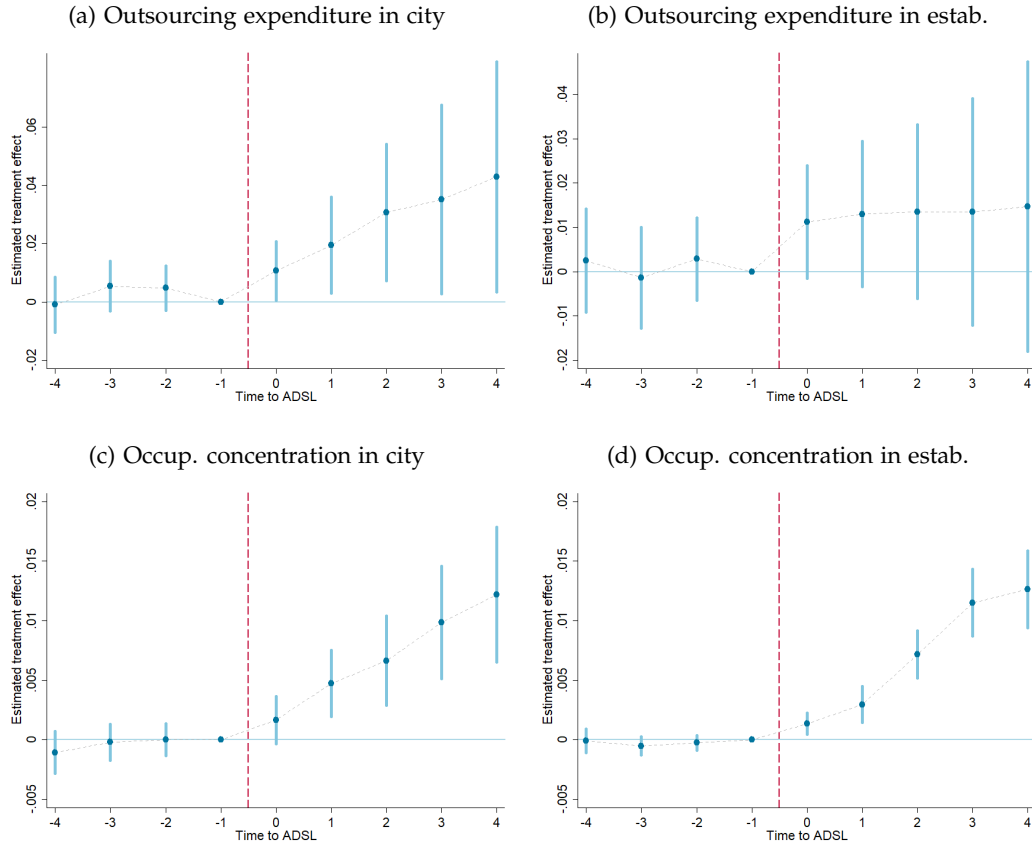 (a) Outsourcing expenditure in city
Estimated treatment effect
.06
.04
.02
0
-.02
-4 -3 -2 -1 0 1 2 3 4
Time to ADSL
(b) Outsourcing expenditure in estab.
Estimated treatment effect
.04
.03
.02
.01
0
-.01
-.02
-4 -3 -2 -1 0 1 2 3 4
Time to ADSL
(c) Occup. concentration in city
Estimated treatment effect
.02
.015
.01
.005
0
-.005
-4 -3 -2 -1 0 1 2 3 4
Time to ADSL
(d) Occup. concentration in estab.
Estimated treatment effect
.02
.015
.01
.005
0
-.005
-4 -3 -2 -1 0 1 2 3 4
Time to ADSL